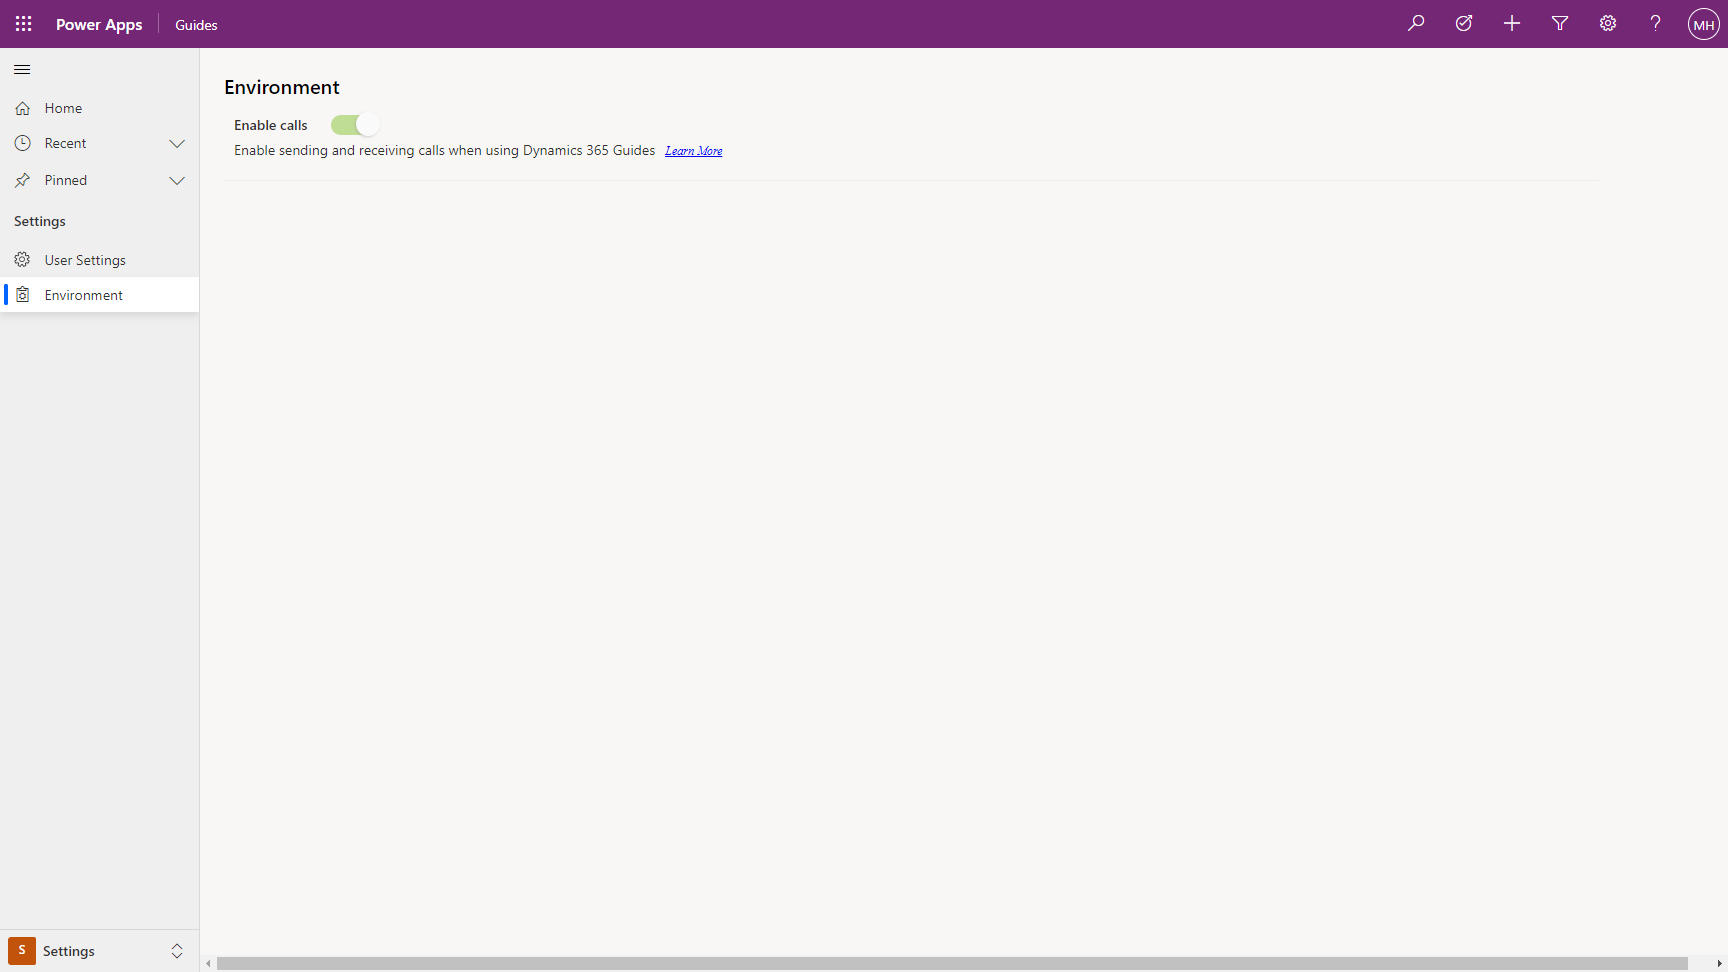 Power Apps
Guides
MH
Home
Recent
Pinned
Settings
User Settings
Environment
Environment
Enable calls
Enable sending and receiving calls when using Dynamics 365 Guides Learn More
S
Settings